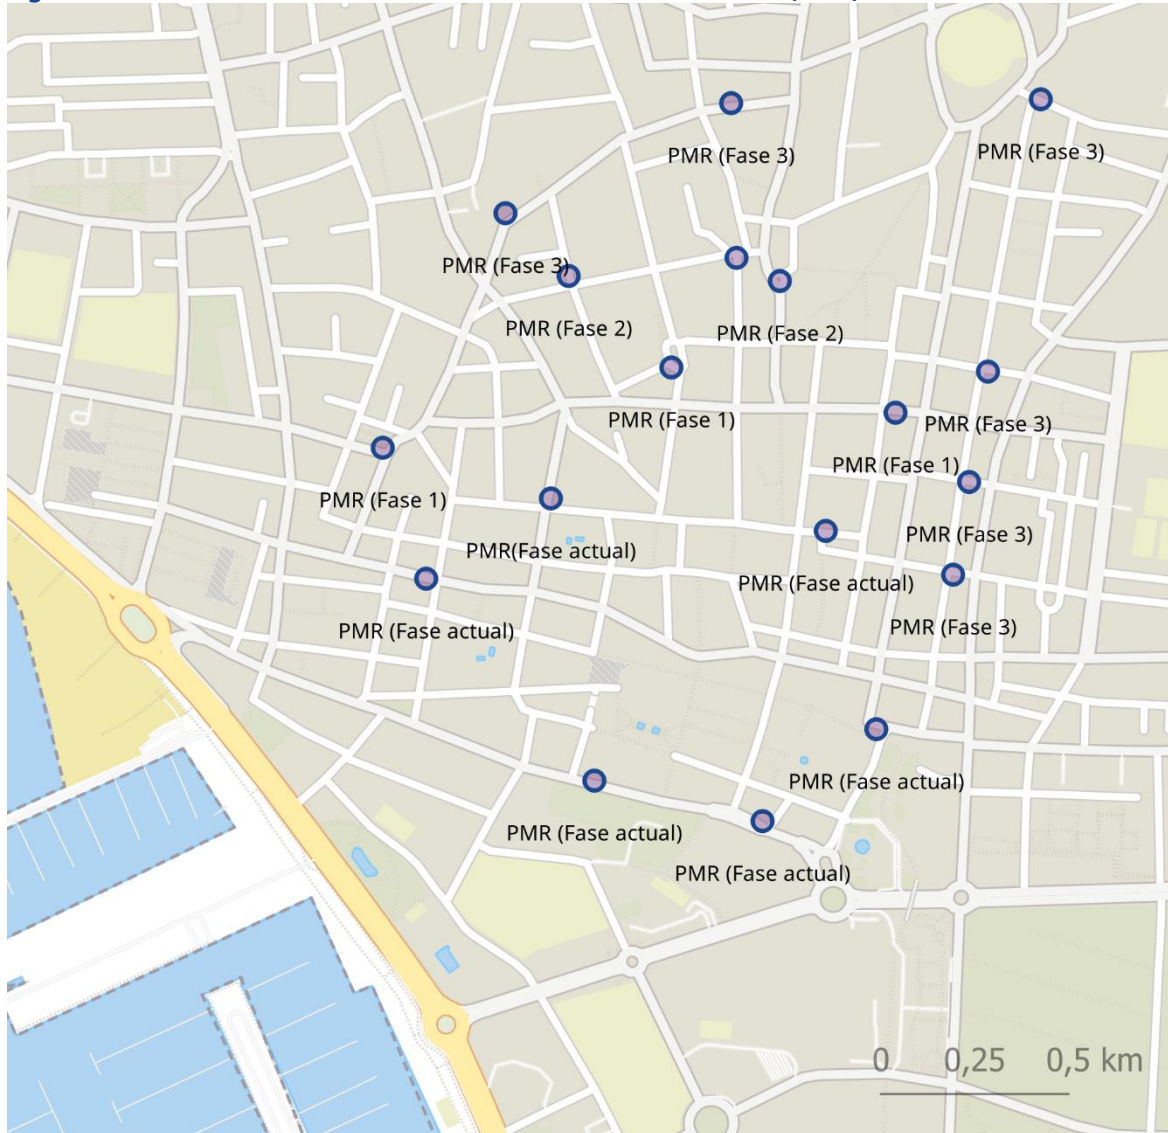 PMR (Fase 3)
PMR (Fase 3)
PMR (Fase 3)
PMR (Fase 2)
PMR (Fase 2)
PMR (Fase 1)
PMR (Fase 3)
PMR (Fase 1)
PMR (Fase 1)
PMR (Fase 3)
PMR(Fase actual)
PMR (Fase actual)
PMR (Fase actual)
PMR (Fase 3)
PMR (Fase actual)
PMR (Fase actual)
PMR (Fase actual)
0 0,25 0,5 km